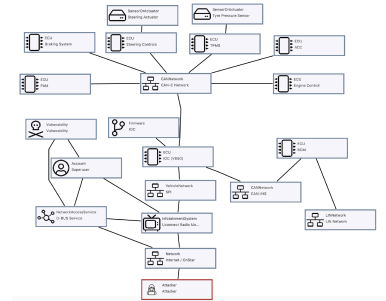 SensorOrActuator
Steering Actuator
SensorOrActuator
Tyre Pressure Sensor
ECU
Braking System
ECU
Steering Controls
ECU
TPMS
ECU
ACC
ECU
PAM
CANNetwork
CAN-C Network
ECU
Engine Control
Vulnerability
Vulnerability
Firmware
IOC
ECU
IOC (V850)
ECU
BCM
Account
Superuser
VehicleNetwork
SPI
CANNetwork
CAN-IHS
NetworkAccessService
D-BUS Service
InfotainmentSystem
Uconnect Radio Na...
LINNetwork
LIN Network
Network
Internet / OnStar
Attacker
Attacker